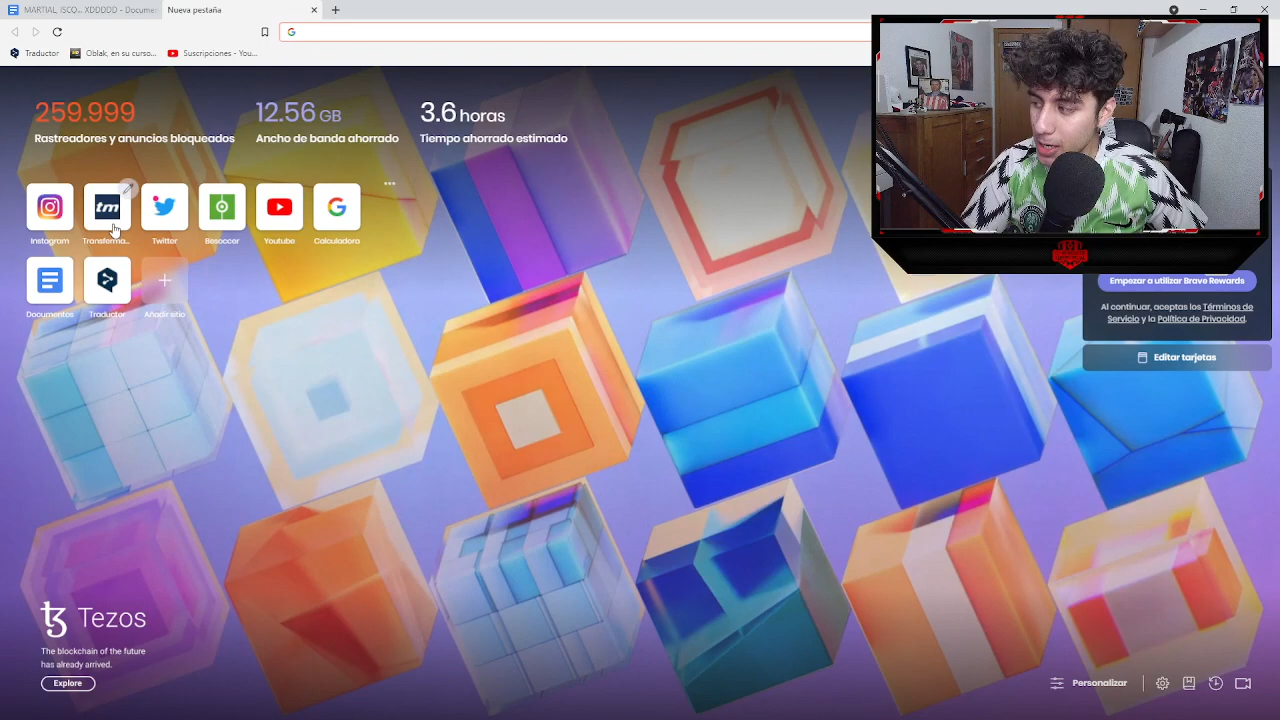 MARTIAL_ISCO... XDDDDD - Docume
Nueva pestaña
Traductor
Oblak, en su curso...
Suscripciones - You...
259.999
Rastreadores y anuncios bloqueados
12.56 GB
Ancho de banda ahorrado
3.6 horas
Tiempo ahorrado estimado
tm
Instagram
Transferma...
Twitter
Besoccer
Youtube
Calculadora
Documentos
Traductor
Añadir sitio
Empezar a utilizar Brave Rewards
Al continuar, aceptas los Términos de
Servicio y la Política de Privacidad.
Editar tarjetas
Tezos
The blockchain of the future
has already arrived.
Explore
Personalizar